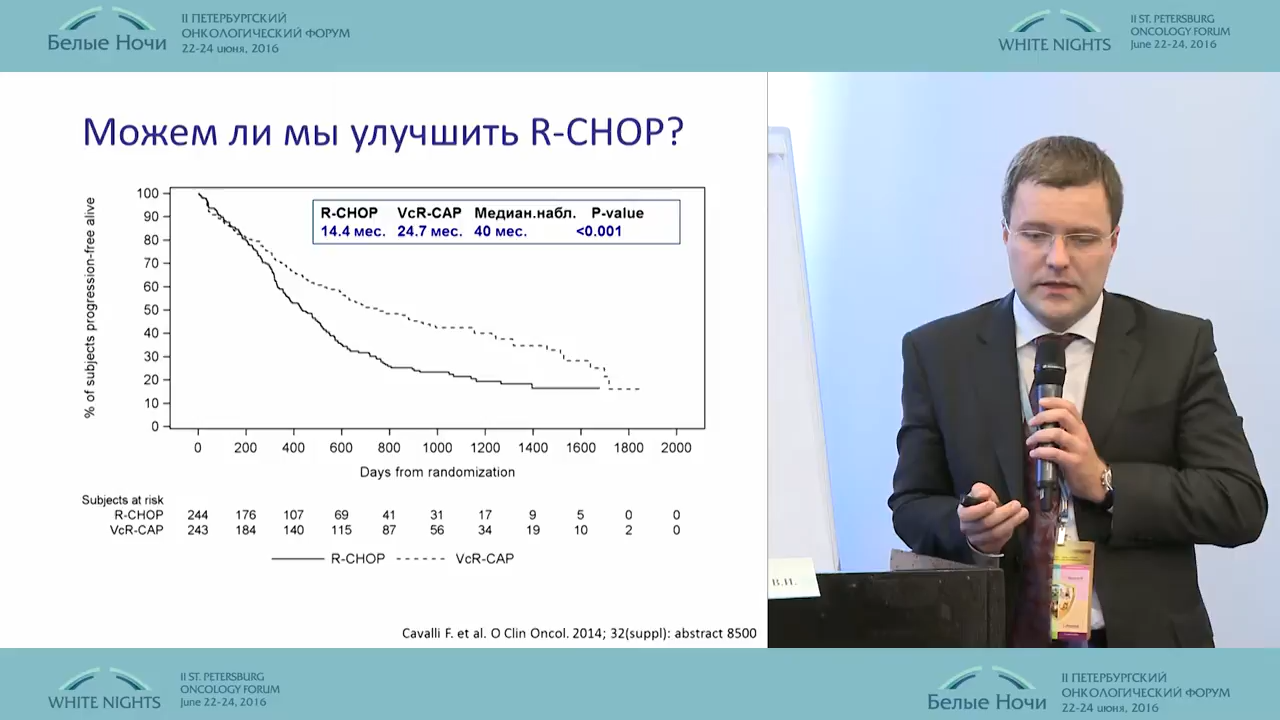 Белые Ночи
II ПЕТЕРБУРГСКИЙ
ОНКОЛОГИЧЕСКИЙ ФОРУМ
22-24 июня, 2016
WHITE NIGHTS
II ST. PETERSBURG
ONCOLOGY FORUM
June 22-24, 2016
Можем ли мы улучшить R-CHOP?
% of subjects progression-free alive
100
90
80
70
60
50
40
30
20
10
0
R-CHOP VcR-CAP Медиан.набл. P-value
14.4 мес. 24.7 мес. 40 мес. <0.001
0 200 400 600 800 1000 1200 1400 1600 1800 2000
Days from randomization
Subjects at risk
R-CHOP 244 176 107 69 41 31 17 9 5 0 0
VcR-CAP 243 184 140 115 87 56 34 19 10 2 0
R-CHOP VcR-CAP
Cavalli F. et al. O Clin Oncol. 2014; 32(suppl): abstract 8500
В.И.
WHITE NIGHTS
II ST. PETERSBURG
ONCOLOGY FORUM
June 22-24, 2016
Белые Ночи
II ПЕТЕРБУРГСКИЙ
ОНКОЛОГИЧЕСКИЙ ФОРУМ
22-24 июня, 2016